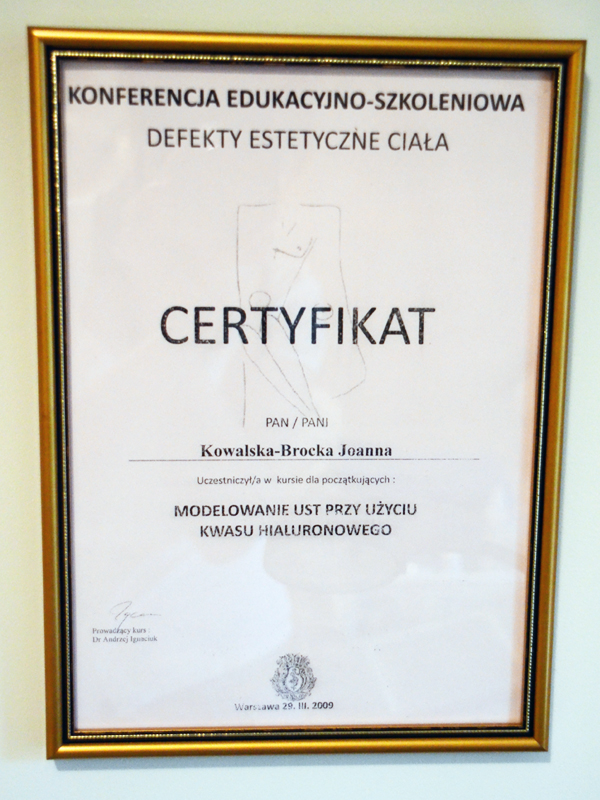 KONFERENCJA EDUKACYJNO-SZKOLENIOWA
DEFEKTY ESTETYCZNE CIAŁA
CERTYFIKAT
PAN / PANI
Kowalska-Brocka Joanna
Uczestniczył/a w kursie dla początkujących :
MODELOWANIE UST PRZY UŻYCIU
KWASU HIALURONOWEGO
Prowadzący kurs :
Dr Andrzej Ignaciuk
Warszawa 29. III. 2009